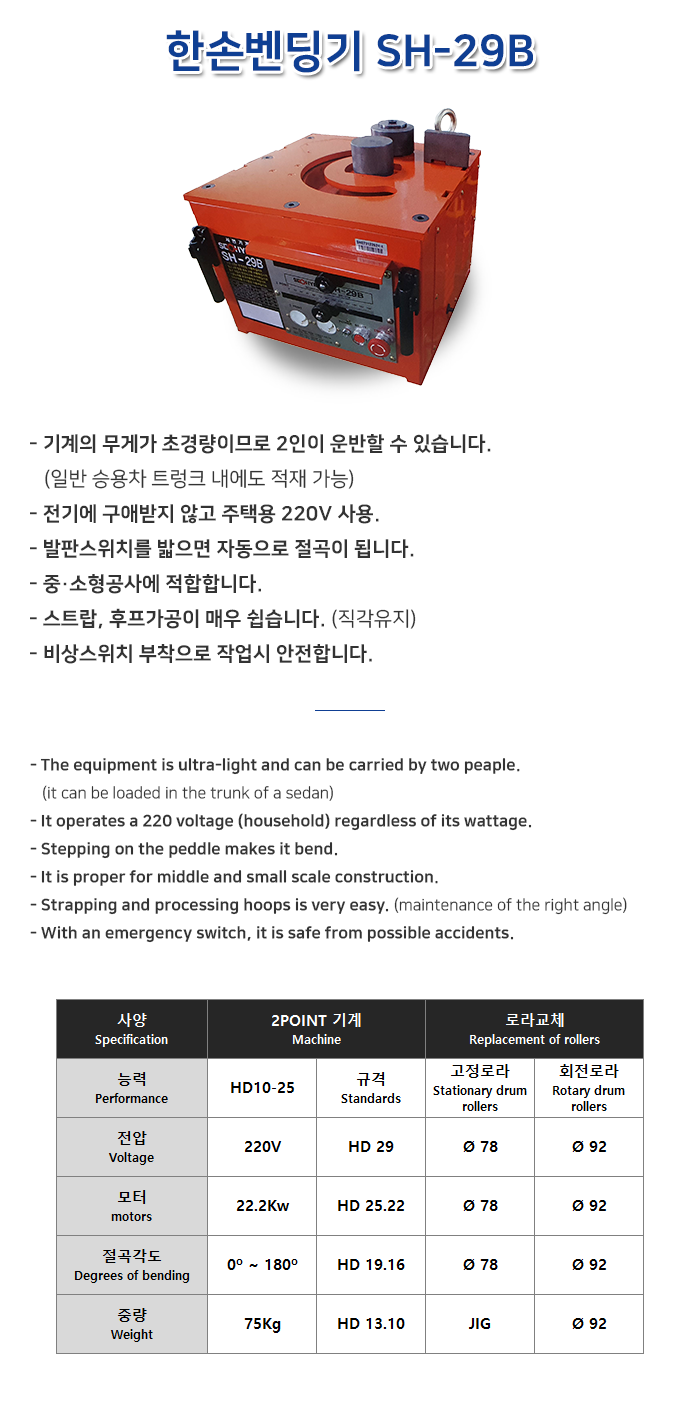 한손벤딩기 SH-29B
SH-29B
SH-29B
- 기계의 무게가 초경량이므로 2인이 운반할 수 있습니다.
(일반 승용차 트렁크 내에도 적재 가능)
- 전기에 구애받지 않고 주택용 220V 사용.
- 발판스위치를 밟으면 자동으로 절곡이 됩니다.
- 중·소형공사에 적합합니다.
- 스트랍, 후프가공이 매우 쉽습니다. (직각유지)
- 비상스위치 부착으로 작업시 안전합니다.
- The equipment is ultra-light and can be carried by two peaple.
(it can be loaded in the trunk of a sedan)
- It operates a 220 voltage (household) regardless of its wattage.
- Stepping on the peddle makes it bend.
- It is proper for middle and small scale construction.
- Strapping and processing hoops is very easy. (maintenance of the right angle)
- With an emergency switch, it is safe from possible accidents.
사양 2POINT 기계 로라교체
Specification Machine Replacement of rollers
능력 HD10-25 규격 고정로라 회전로라
Performance Standards Stationary drum rollers Rotary drum rollers
전압 220V HD 29 Ø 78 Ø 92
Voltage
모터 22.2Kw HD 25.22 Ø 78 Ø 92
motors
절곡각도 0º ~ 180º HD 19.16 Ø 78 Ø 92
Degrees of bending
중량 75Kg HD 13.10 JIG Ø 92
Weight